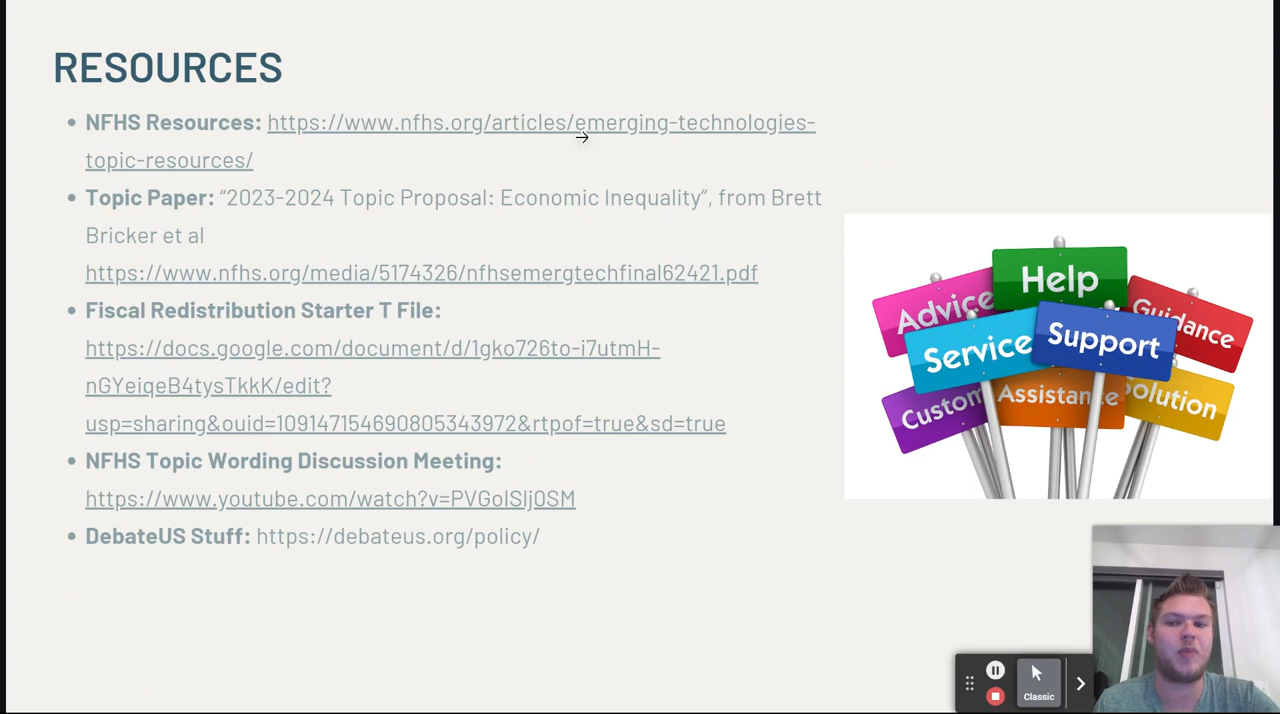 RESOURCES
NFHS Resources: https://www.nfhs.org/articles/emerging-technologies-
topic-resources/
Topic Paper: “2023-2024 Topic Proposal: Economic Inequality”, from Brett
Bricker et al
https://www.nfhs.org/media/5174326/nfhsemergtechfinal62421.pdf
Fiscal Redistribution Starter T File:
https://docs.google.com/document/d/1gko726to-i7utmH-
nGYeiqeB4tysTkkK/edit?
usp=sharing&ouid=109147154690805343972&rtpof=true&sd=true
NFHS Topic Wording Discussion Meeting:
https://www.youtube.com/watch?v=PVGolSlj0SM
DebateUS Stuff: https://debateus.org/policy/
Help
Advice
Guidance
Service
Support
Custom
Assistance
olution
Classic